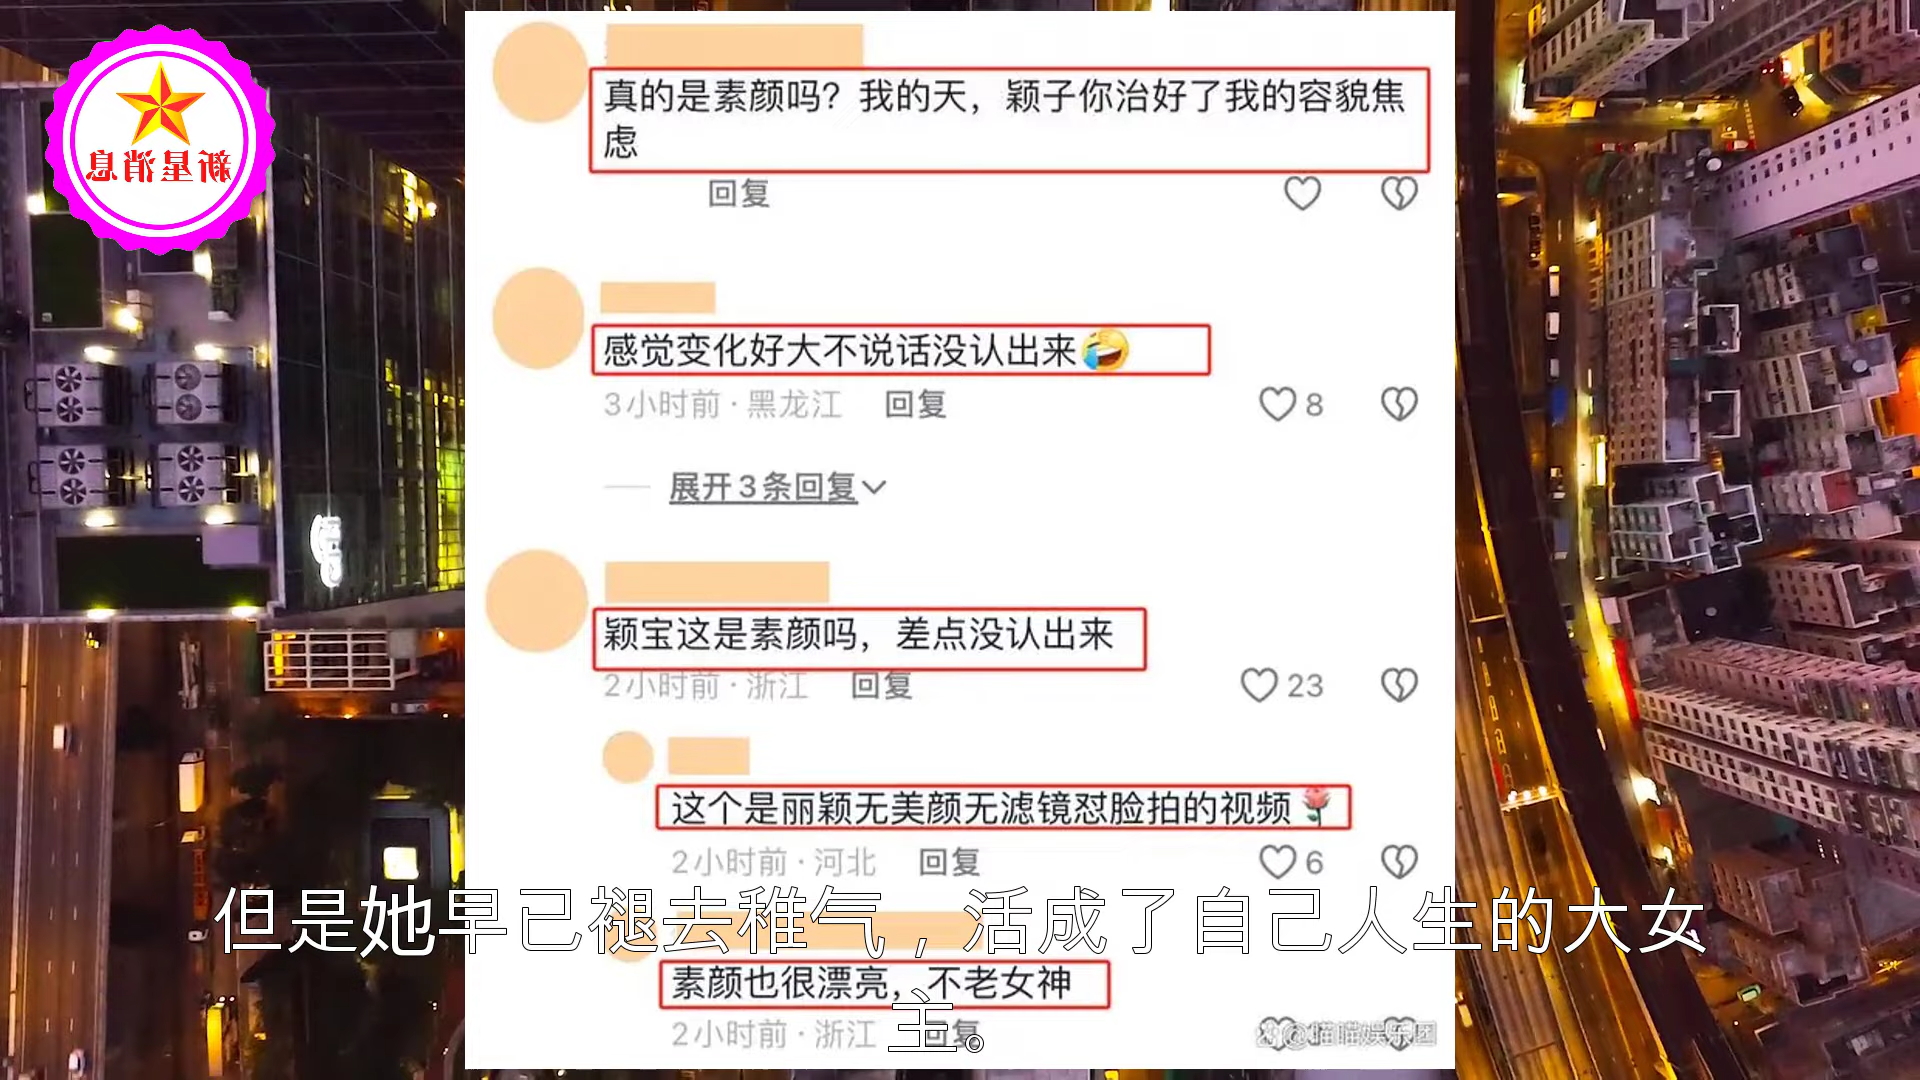 新星消息
真的是素颜吗？我的天，颖子你治好了我的容貌焦
虑
回复
感觉变化好大不说话没认出来🤣
3小时前·黑龙江 回复 8
展开3条回复
颖宝这是素颜吗，差点没认出来
2小时前·浙江 回复 23
这个是丽颖无美颜无滤镜怼脸拍的视频🌹
2小时前·河北 回复 6
但是她早已褪去稚气，活成了自己人生的大女
主。
素颜也很漂亮，不老女神
2小时前·浙江 回复
@喵喵娱乐团